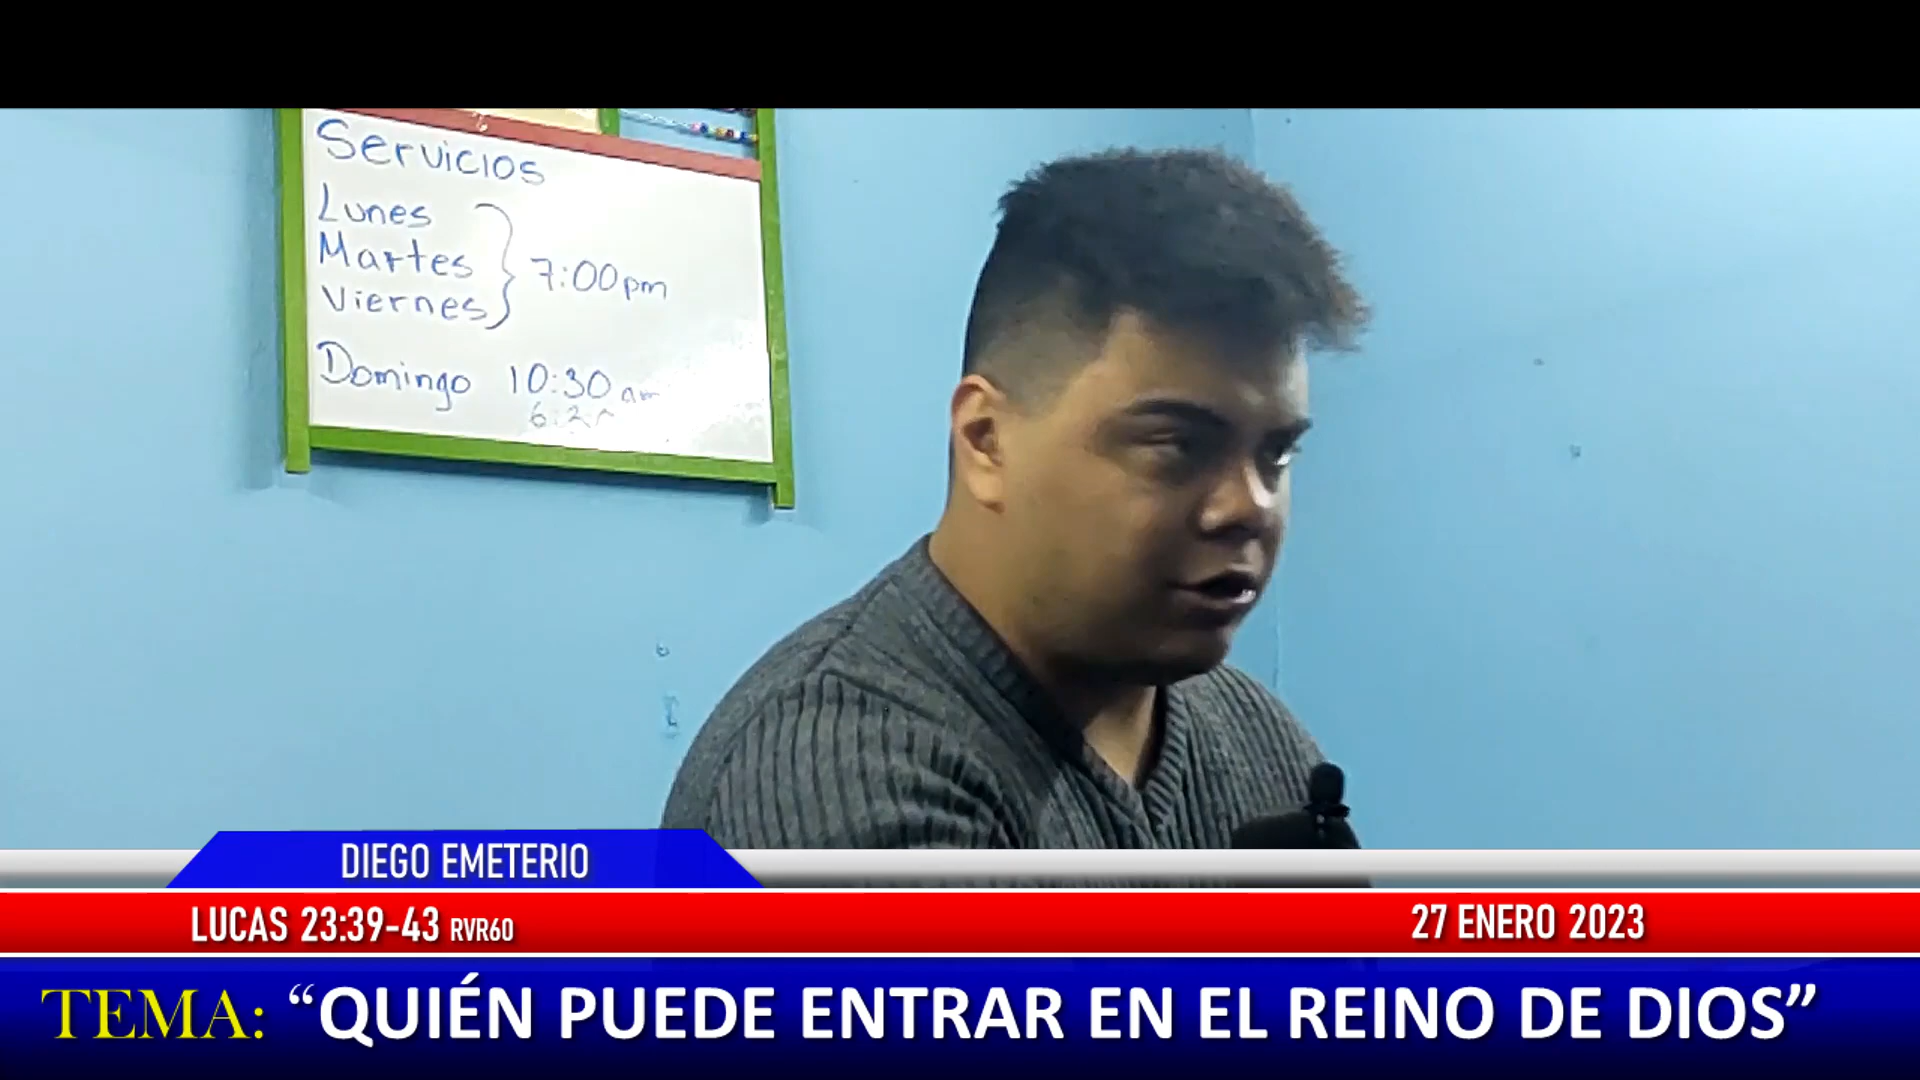 Servicios
Lunes
Martes
Viernes
7:00pm
Domingo 10:30 am
DIEGO EMETERIO
LUCAS 23:39-43 RVR60
27 ENERO 2023
TEMA: “QUIÉN PUEDE ENTRAR EN EL REINO DE DIOS”